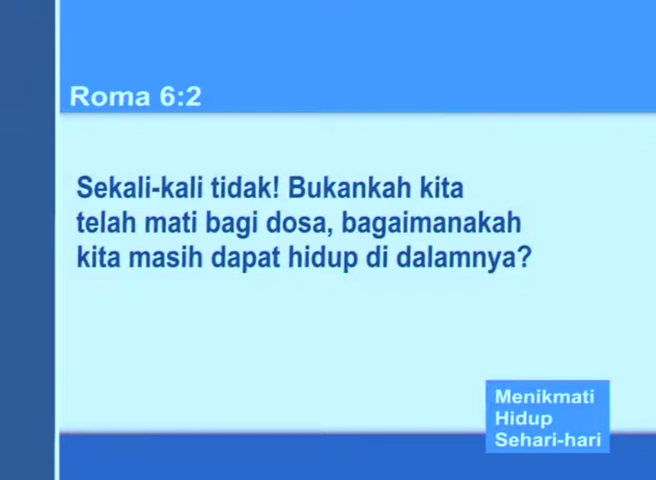 Roma 6:2
Sekali-kali tidak! Bukankah kita
telah mati bagi dosa, bagaimanakah
kita masih dapat hidup di dalamnya?
Menikmati
Hidup
Sehari-hari